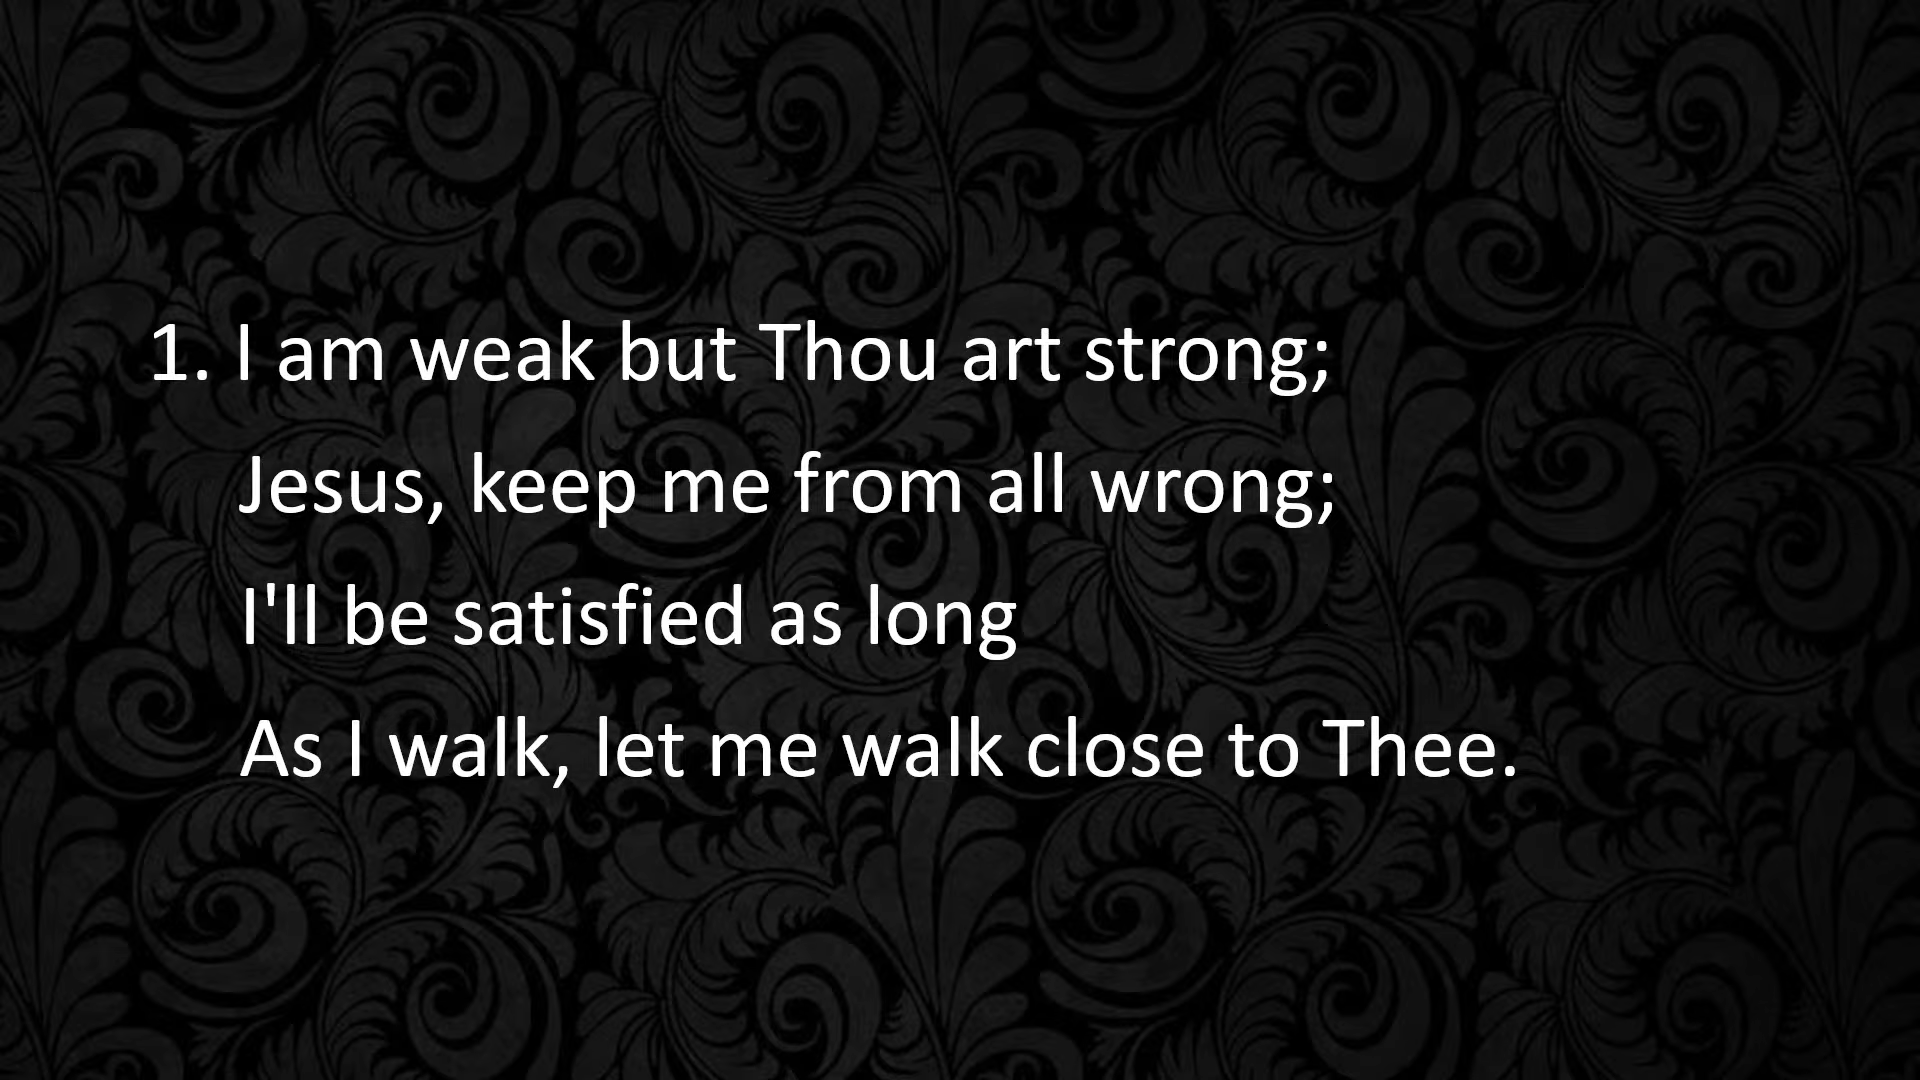 1. I am weak but Thou art strong;
Jesus, keep me from all wrong;
I'll be satisfied as long
As I walk, let me walk close to Thee.